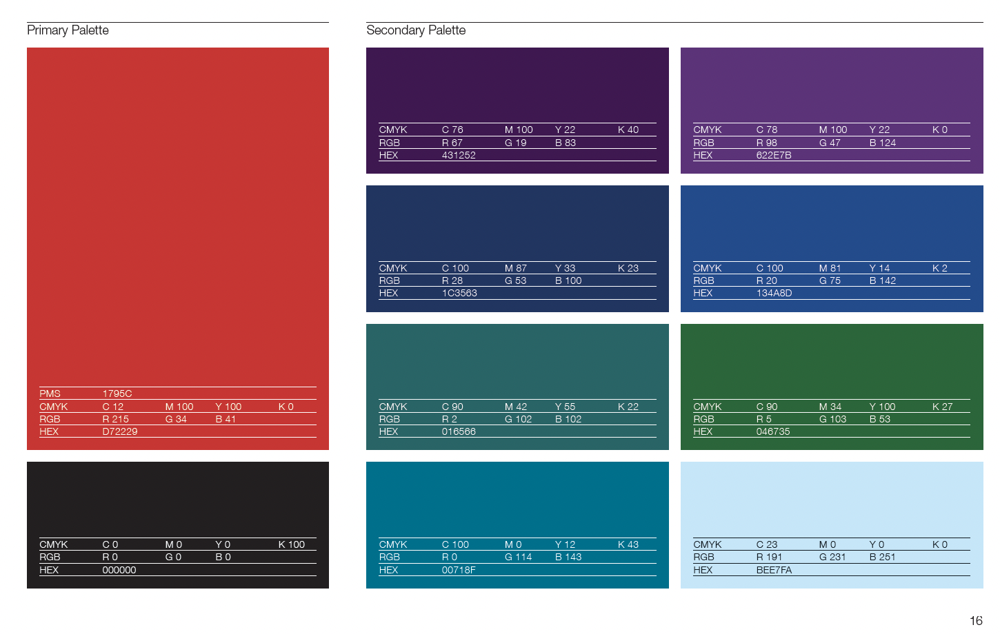 Primary Palette
PMS 1795C
CMYK C 12 M 100 Y 100 K 0
RGB R 215 G 34 B 41
HEX D72229
CMYK C 0 M 0 Y 0 K 100
RGB R 0 G 0 B 0
HEX 000000
Secondary Palette
CMYK C 76 M 100 Y 22 K 40
RGB R 67 G 19 B 83
HEX 431252
CMYK C 78 M 100 Y 22 K 0
RGB R 98 G 47 B 124
HEX 622E7B
CMYK C 100 M 87 Y 33 K 23
RGB R 28 G 53 B 100
HEX 1C3563
CMYK C 100 M 81 Y 14 K 2
RGB R 20 G 75 B 142
HEX 134A8D
CMYK C 90 M 42 Y 55 K 22
RGB R 2 G 102 B 102
HEX 016566
CMYK C 90 M 34 Y 100 K 27
RGB R 5 G 103 B 53
HEX 046735
CMYK C 100 M 0 Y 12 K 43
RGB R 0 G 114 B 143
HEX 00718F
CMYK C 23 M 0 Y 0 K 0
RGB R 191 G 231 B 251
HEX BEE7FA
16